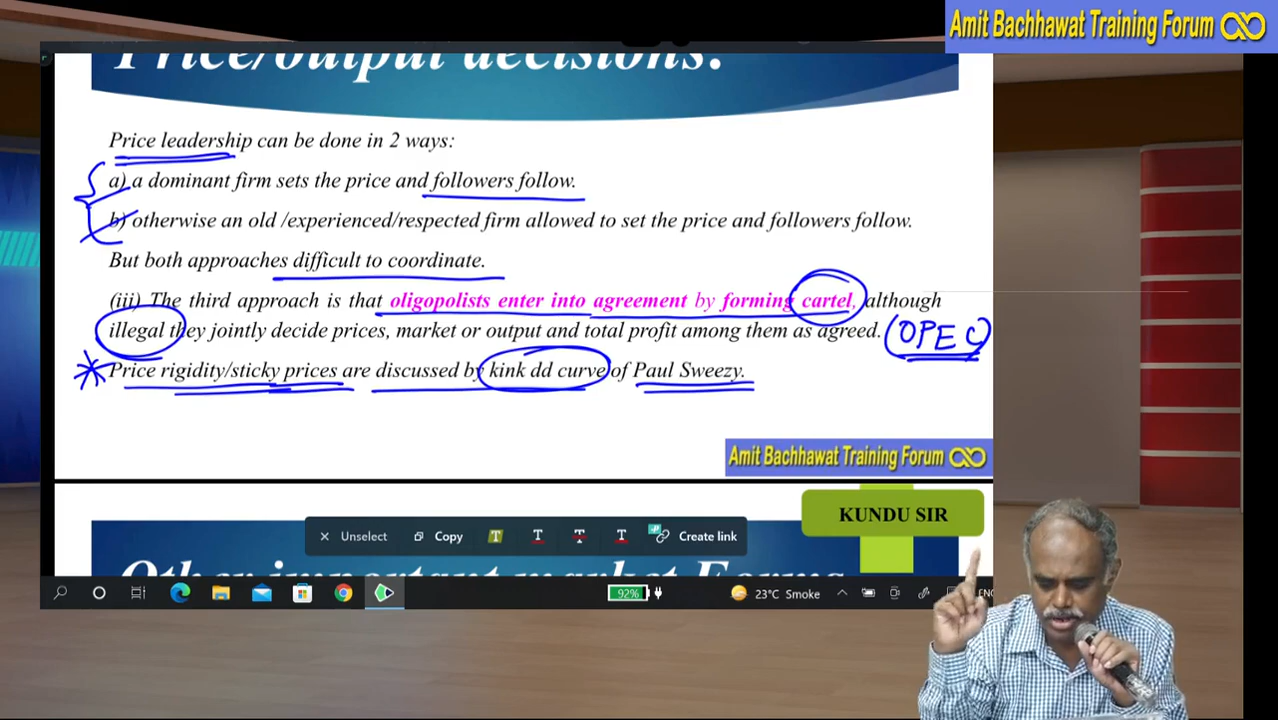 Amit Bachhawat Training Forum
Price/output decisions:
Price leadership can be done in 2 ways:
a) a dominant firm sets the price and followers follow.
b) otherwise an old /experienced/respected firm allowed to set the price and followers follow.
But both approaches difficult to coordinate.
(iii) The third approach is that oligopolists enter into agreement by forming cartel, although
illegal they jointly decide prices, market or output and total profit among them as agreed. (OPEC)
Price rigidity/sticky prices are discussed by kink dd curve of Paul Sweezy.
Amit Bachhawat Training Forum
KUNDU SIR
× Unselect Copy T T T T Create link
Other important market Forms
92% 23°C Smoke ENG